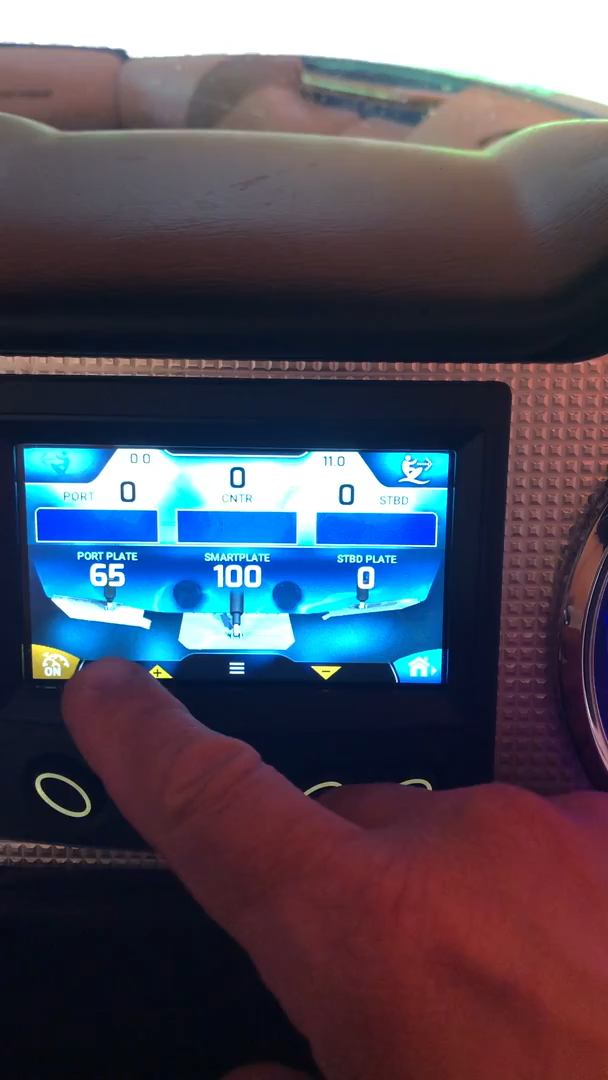 0.0 0 11.0
PORT 0 CNTR 0 STBD
PORT PLATE SMARTPLATE STBD PLATE
65 100 0
ON + −